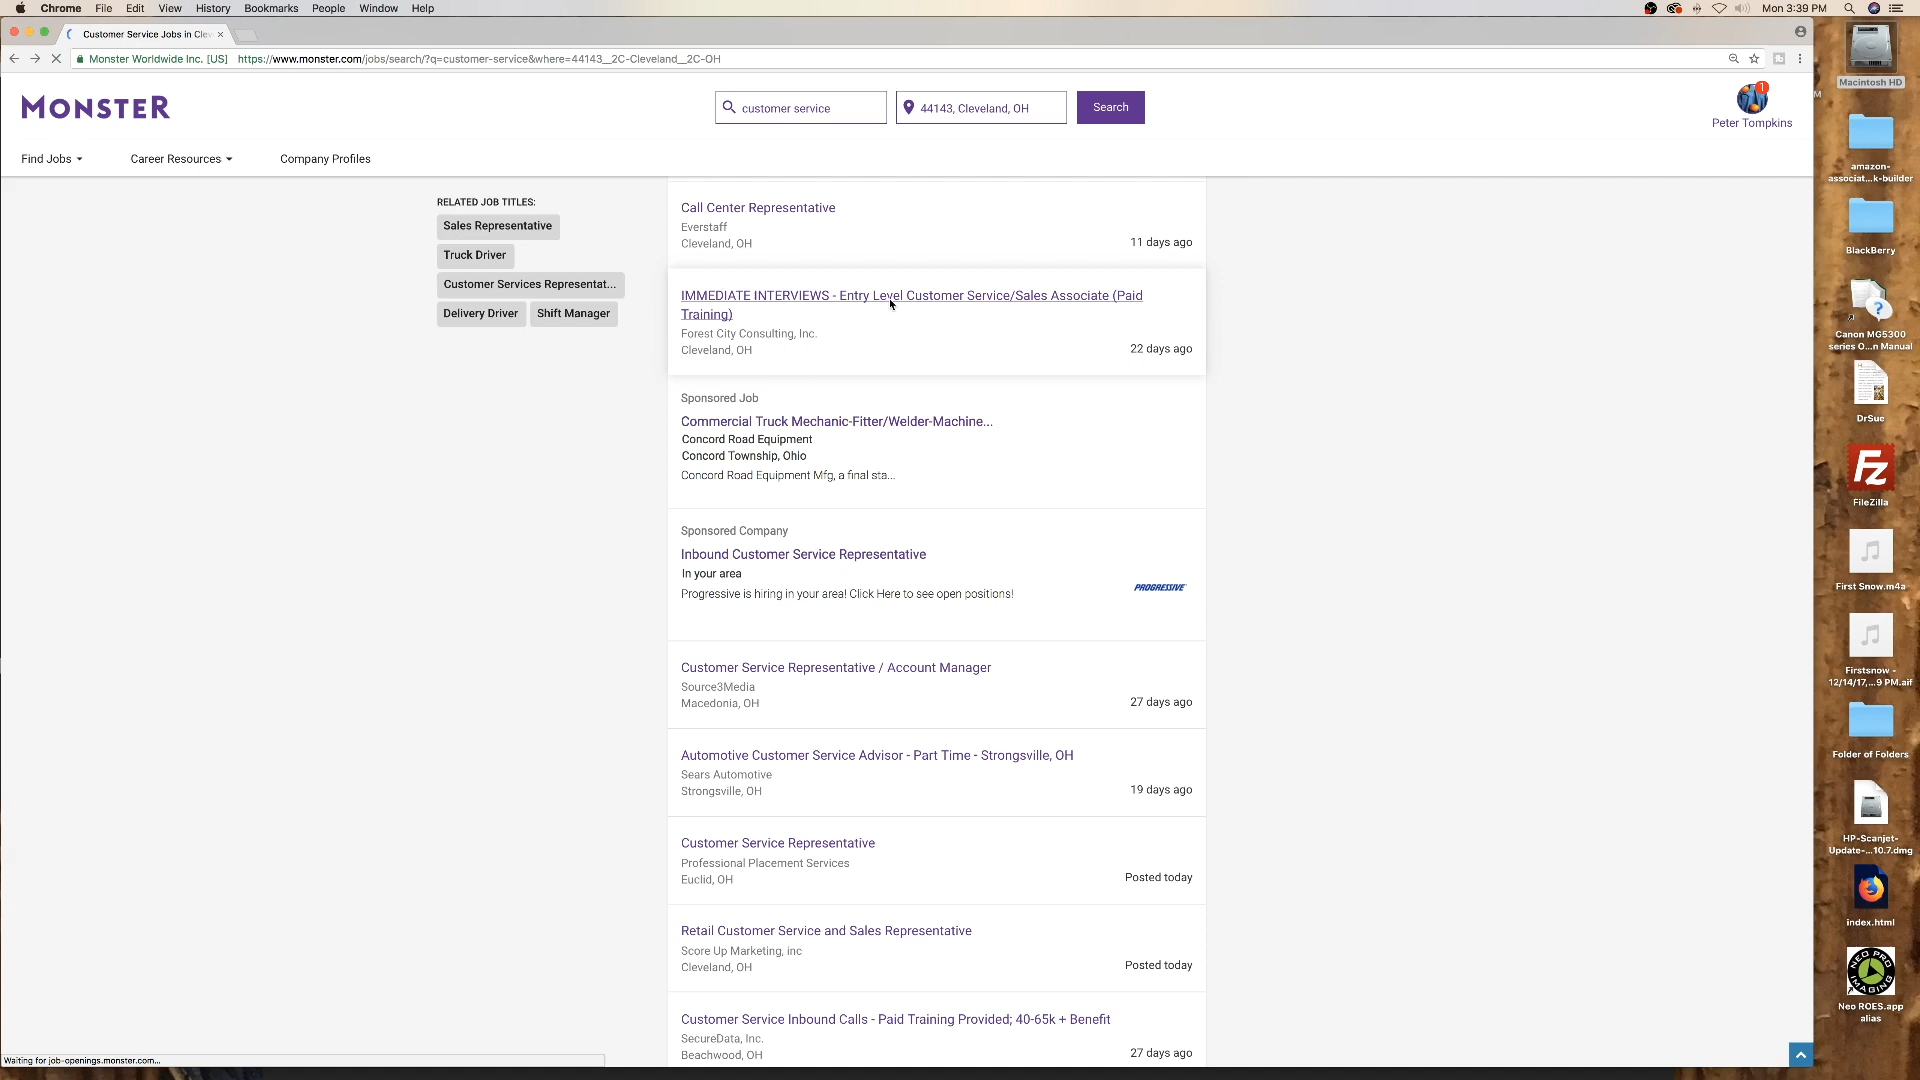 Chrome File Edit View History Bookmarks People Window Help
Mon 3:39 PM
Customer Service Jobs in Clev
Monster Worldwide Inc. [US] https://www.monster.com/jobs/search/?q=customer-service&where=44143__2C-Cleveland__2C-OH
MONSTER
customer service
44143, Cleveland, OH
Search
1
Peter Tompkins
Find Jobs
Career Resources
Company Profiles
RELATED JOB TITLES:
Sales Representative
Truck Driver
Customer Services Representat...
Delivery Driver
Shift Manager
Call Center Representative
Everstaff
Cleveland, OH
11 days ago
IMMEDIATE INTERVIEWS - Entry Level Customer Service/Sales Associate (Paid
Training)
Forest City Consulting, Inc.
Cleveland, OH
22 days ago
Sponsored Job
Commercial Truck Mechanic-Fitter/Welder-Machine...
Concord Road Equipment
Concord Township, Ohio
Concord Road Equipment Mfg, a final sta...
Sponsored Company
Inbound Customer Service Representative
In your area
Progressive is hiring in your area! Click Here to see open positions!
PROGRESSIVE
Customer Service Representative / Account Manager
Source3Media
Macedonia, OH
27 days ago
Automotive Customer Service Advisor - Part Time - Strongsville, OH
Sears Automotive
Strongsville, OH
19 days ago
Customer Service Representative
Professional Placement Services
Euclid, OH
Posted today
Retail Customer Service and Sales Representative
Score Up Marketing, inc
Cleveland, OH
Posted today
Customer Service Inbound Calls - Paid Training Provided; 40-65k + Benefit
SecureData, Inc.
Beachwood, OH
27 days ago
Waiting for job-openings.monster.com...
Macintosh HD
M
amazon-
associat...k-builder
BlackBerry
Canon MG5300
series O...n Manual
DrSue
Fz
FileZilla
First Snow.m4a
Firstsnow -
12/14/17,...9 PM.aif
Folder of Folders
HP-Scanjet-
Update-...10.7.dmg
index.html
NEO PRO
IMAGING
Neo ROES.app
alias